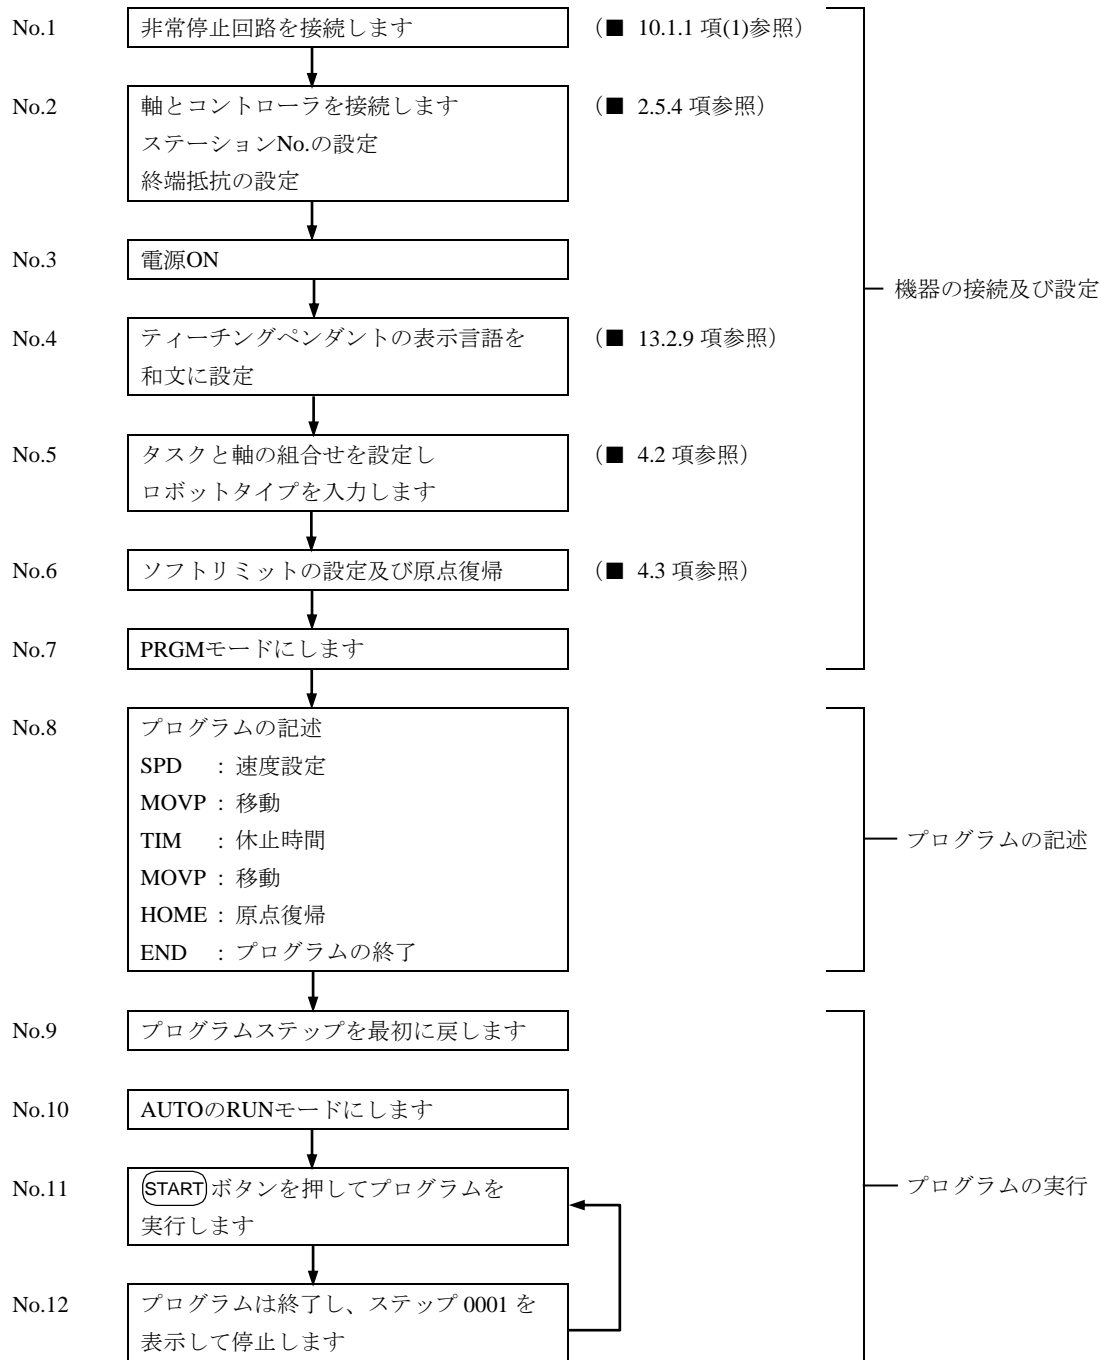 No.1 非常停止回路を接続します (■ 10.1.1 項(1)参照)
No.2 軸とコントローラを接続します (■ 2.5.4 項参照)
ステーションNo.の設定
終端抵抗の設定
No.3 電源ON
機器の接続及び設定
No.4 ティーチングペンダントの表示言語を (■ 13.2.9 項参照)
和文に設定
No.5 タスクと軸の組合せを設定し (■ 4.2 項参照)
ロボットタイプを入力します
No.6 ソフトリミットの設定及び原点復帰 (■ 4.3 項参照)
No.7 PRGMモードにします
No.8 プログラムの記述
SPD : 速度設定
MOVP : 移動
TIM : 休止時間
プログラムの記述
MOVP : 移動
HOME : 原点復帰
END : プログラムの終了
No.9 プログラムステップを最初に戻します
No.10 AUTOのRUNモードにします
No.11 STARTボタンを押してプログラムを
実行します
プログラムの実行
No.12 プログラムは終了し、ステップ 0001 を
表示して停止します